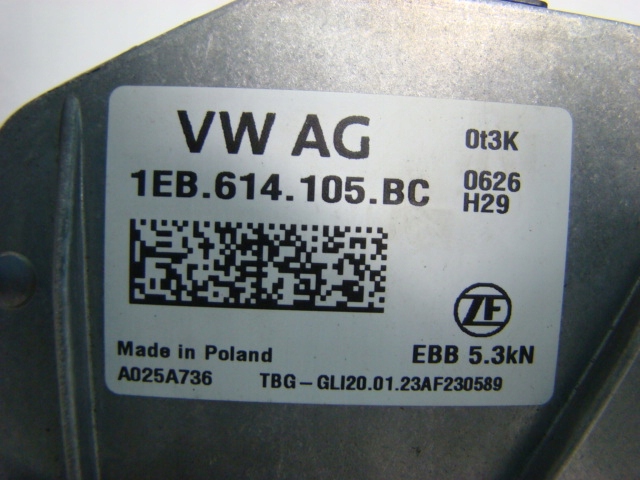 VW AG 0t3K
1EB.614.105.BC 0626
H29
ZF
Made in Poland EBB 5.3kN
A025A736 TBG-GLI20.01.23AF230589